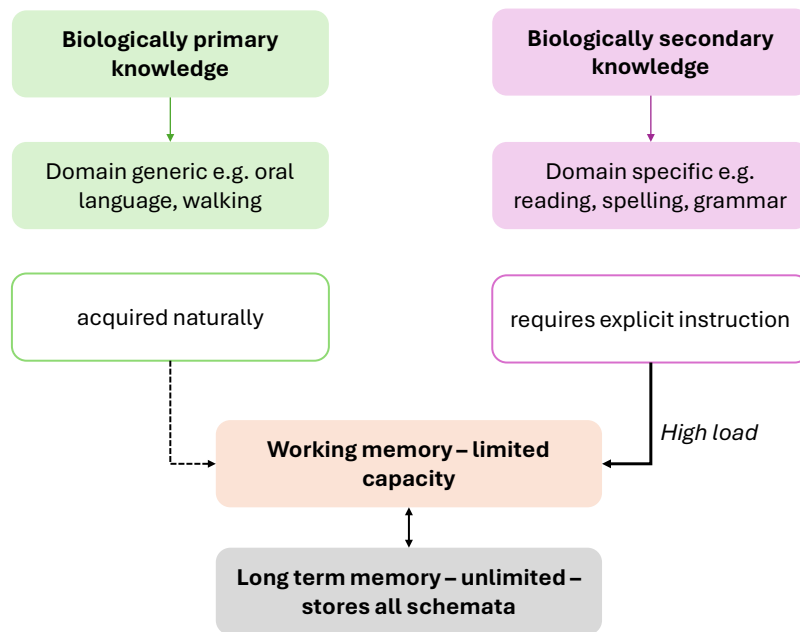 Biologically primary
knowledge
Biologically secondary
knowledge
Domain generic e.g. oral
language, walking
Domain specific e.g.
reading, spelling, grammar
acquired naturally
requires explicit instruction
High load
Working memory – limited
capacity
Long term memory – unlimited –
stores all schemata